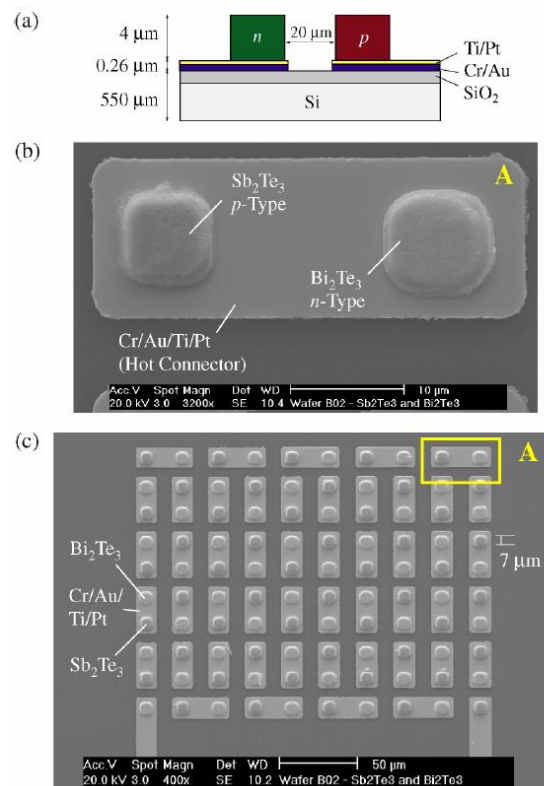 (a)
4 μm
n
20 μm
p
0.26 μm
Ti/Pt
Cr/Au
SiO2
550 μm
Si
(b)
A
Sb2Te3
p-Type
Bi2Te3
n-Type
Cr/Au/Ti/Pt
(Hot Connector)
Acc.V Spot Magn Det WD 10 μm
20.0 kV 3.0 3200x SE 10.4 Wafer B02 - Sb2Te3 and Bi2Te3
(c)
A
Bi2Te3
7 μm
Cr/Au/
Ti/Pt
Sb2Te3
Acc.V Spot Magn Det WD 50 μm
20.0 kV 3.0 400x SE 10.2 Wafer B02 - Sb2Te3 and Bi2Te3